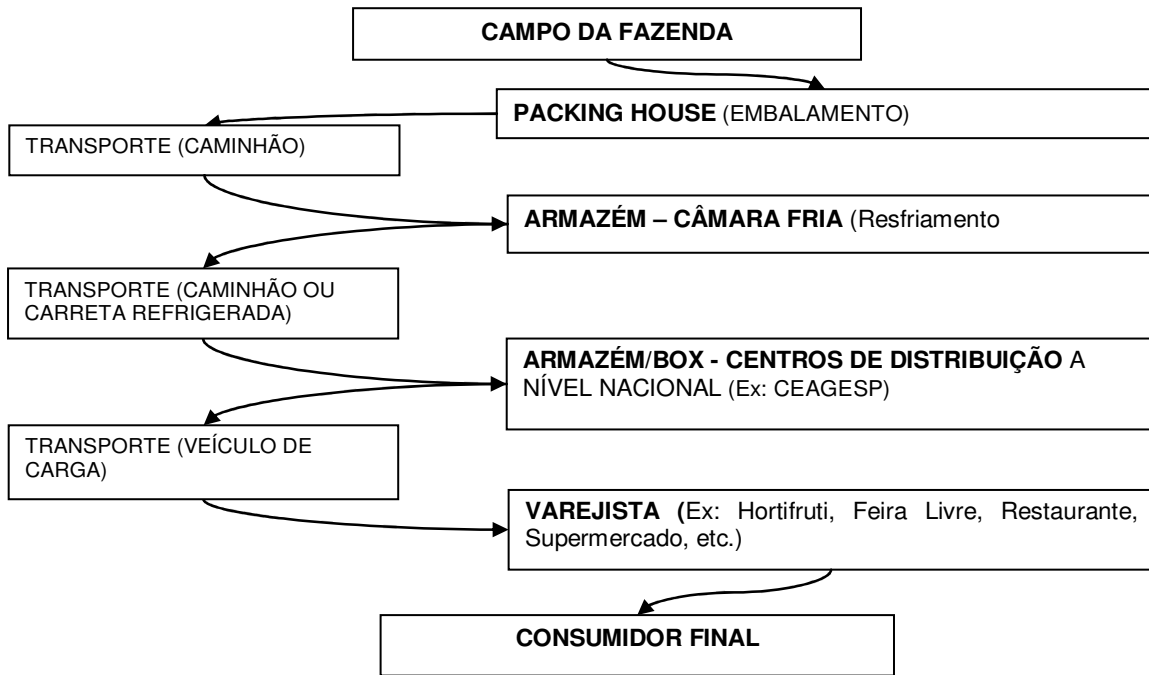 CAMPO DA FAZENDA
PACKING HOUSE (EMBALAMENTO)
TRANSPORTE (CAMINHÃO)
ARMAZÉM – CÂMARA FRIA (Resfriamento
TRANSPORTE (CAMINHÃO OU
CARRETA REFRIGERADA)
ARMAZÉM/BOX - CENTROS DE DISTRIBUIÇÃO A
NÍVEL NACIONAL (Ex: CEAGESP)
TRANSPORTE (VEÍCULO DE
CARGA)
VAREJISTA (Ex: Hortifruti, Feira Livre, Restaurante,
Supermercado, etc.)
CONSUMIDOR FINAL